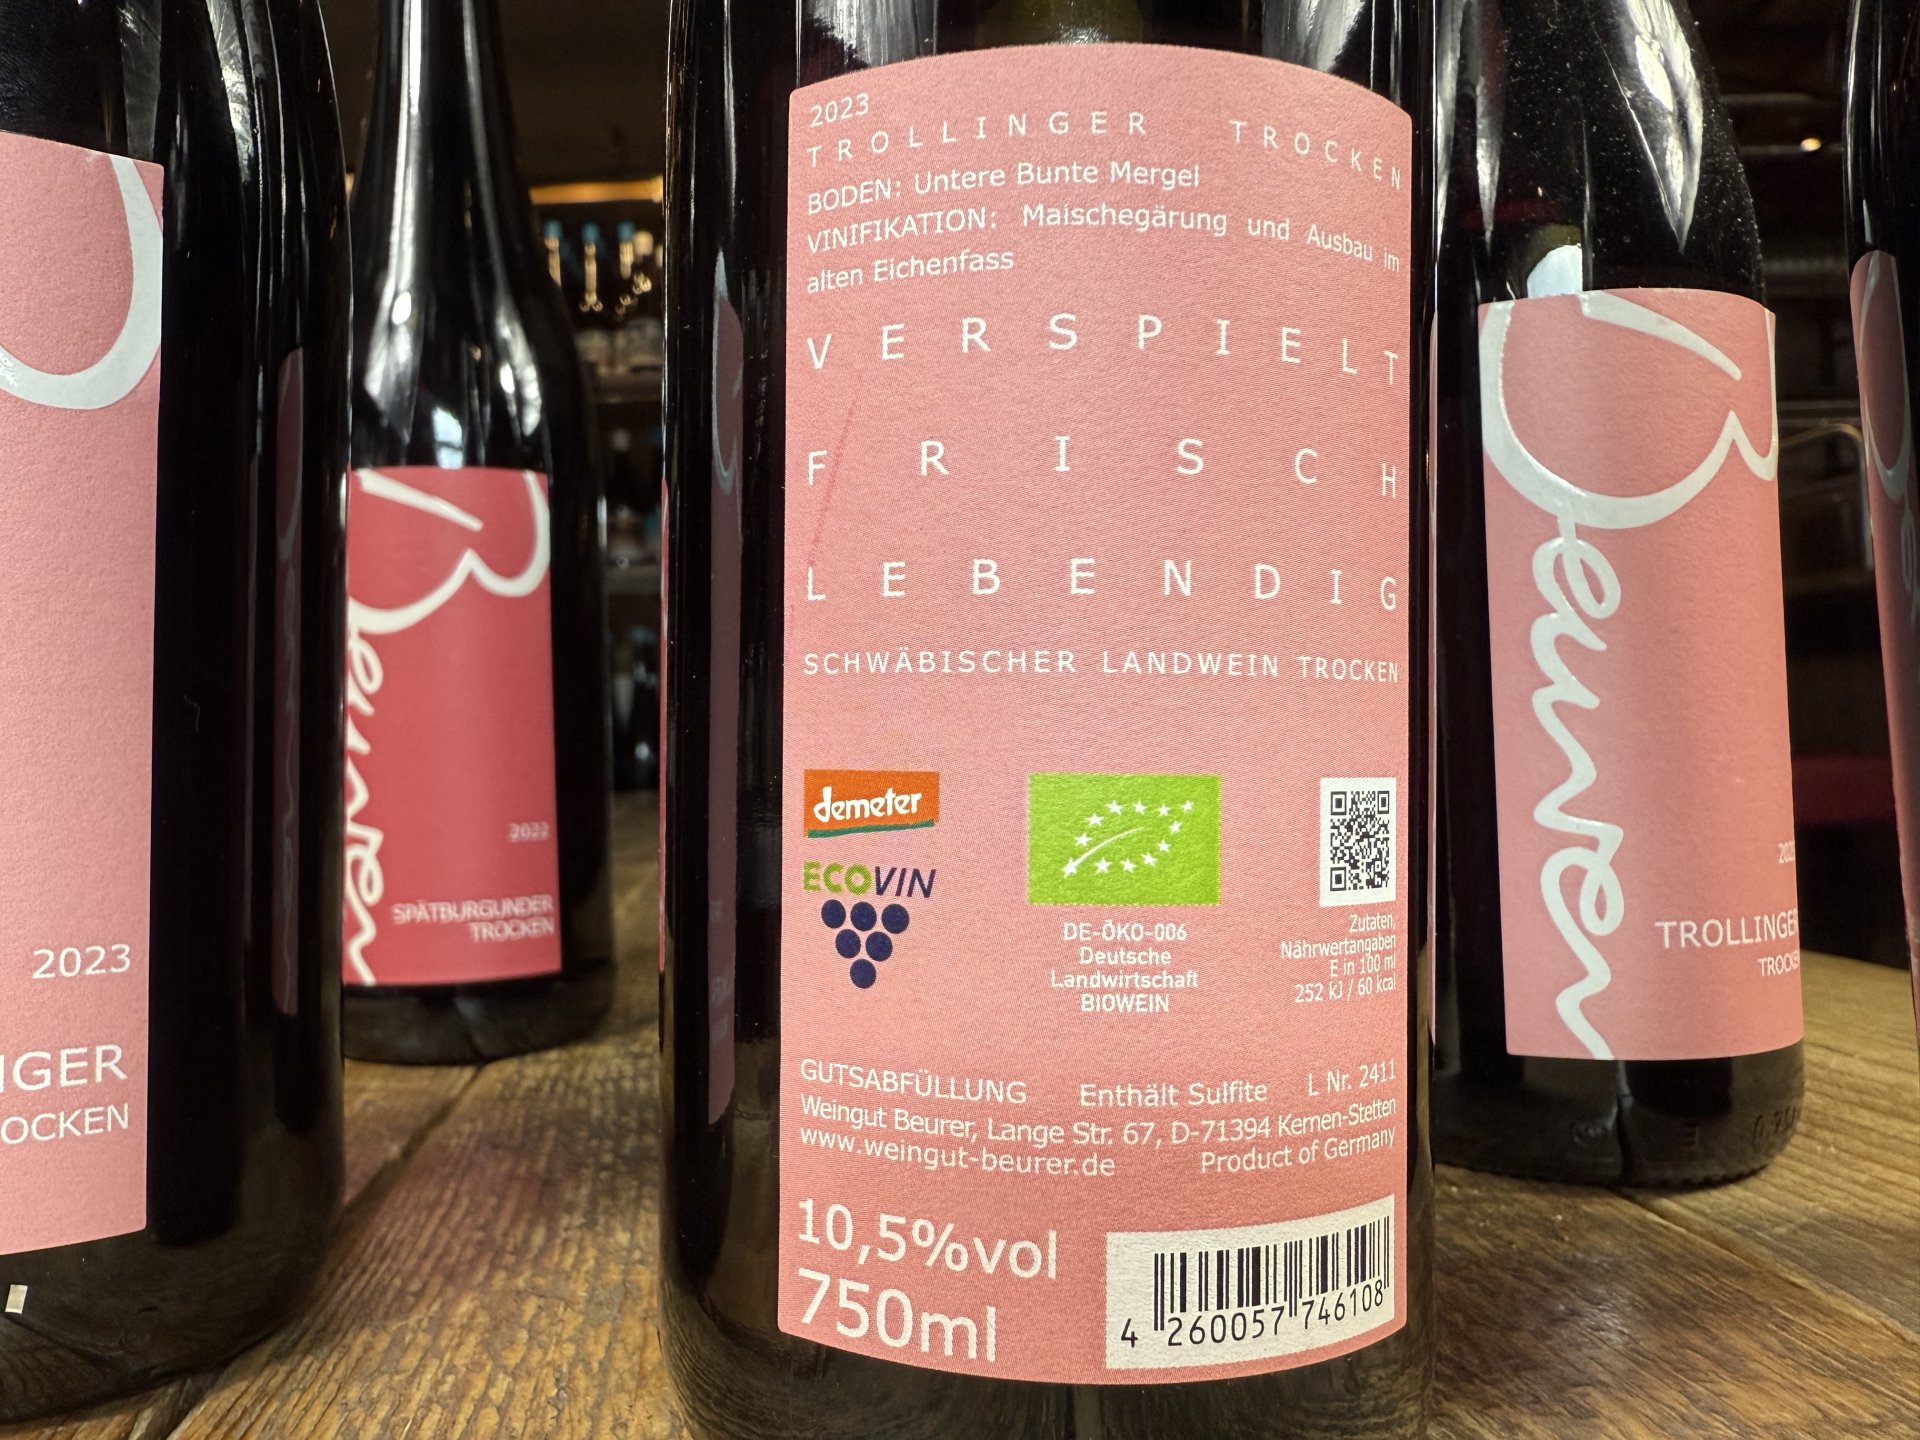 2023
TROLLINGER TROCKEN
BODEN: Untere Bunte Mergel
VINIFIKATION: Maischegärung und Ausbau im
alten Eichenfass
VERSPIELT
FRISCH
LEBENDIG
SCHWÄBISCHER LANDWEIN TROCKEN
demeter
ECOVIN
DE-ÖKO-006
Deutsche
Landwirtschaft
BIOWEIN
Zutaten,
Nährwertangaben
E in 100 ml
252 kJ / 60 kcal
GUTSABFÜLLUNG Enthält Sulfite L Nr. 2411
Weingut Beurer, Lange Str. 67, D-71394 Kernen-Stetten
www.weingut-beurer.de Product of Germany
10,5%vol
750ml
4 260057 746108
2023
NGER
OCKEN
Beurer
2022
SPÄTBURGUNDER
TROCKEN
Beurer
2023
TROLLINGER
TROCKEN